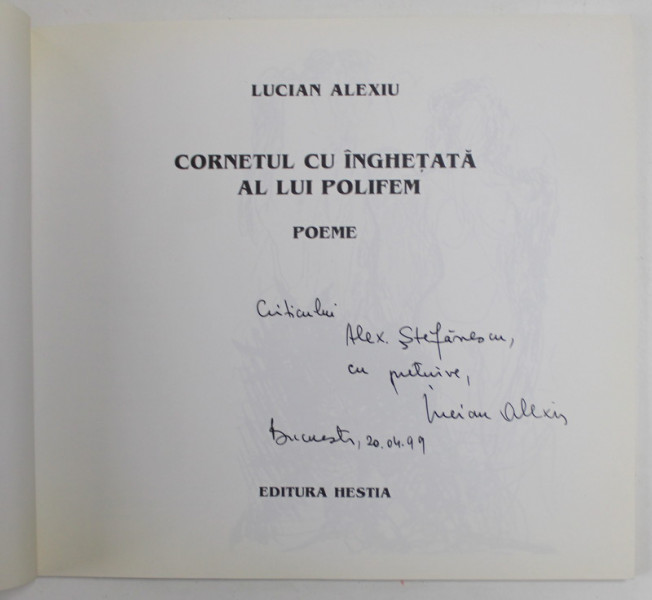 LUCIAN ALEXIU
CORNETUL CU ÎNGHEȚATĂ
AL LUI POLIFEM
POEME
Criticului
Alex. Ștefănescu,
cu prețuire,
Lucian Alexiu
București, 20.04.99
EDITURA HESTIA